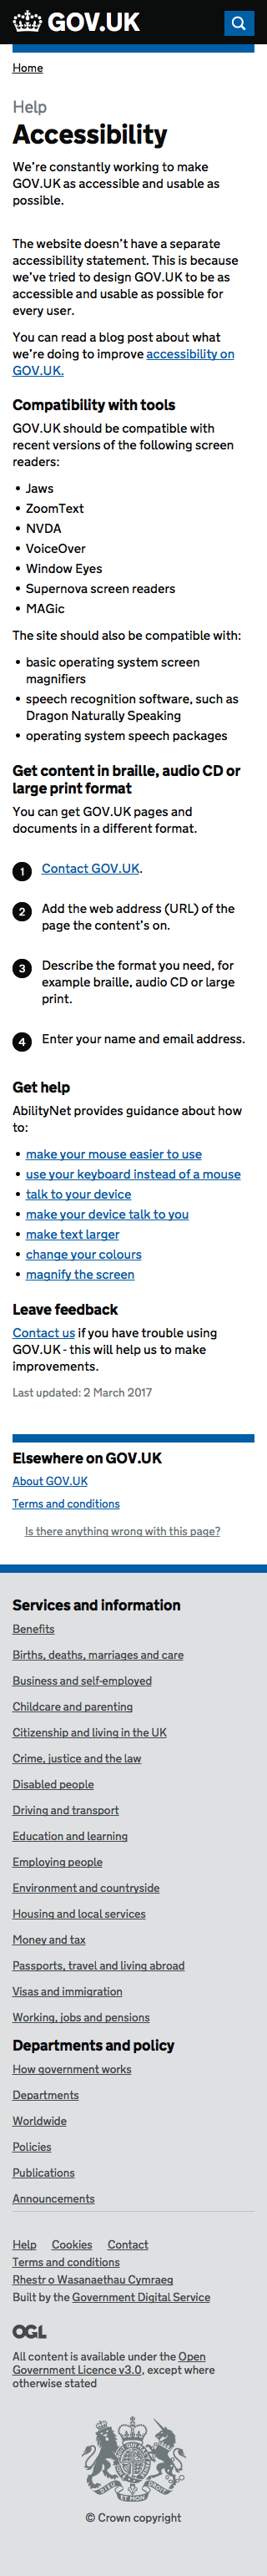 GOV.UK
Home
Help
Accessibility
We’re constantly working to make
GOV.UK as accessible and usable as
possible.
The website doesn’t have a separate
accessibility statement. This is because
we’ve tried to design GOV.UK to be as
accessible and usable as possible for
every user.
You can read a blog post about what
we’re doing to improve accessibility on
GOV.UK.
Compatibility with tools
GOV.UK should be compatible with
recent versions of the following screen
readers:
• Jaws
• ZoomText
• NVDA
• VoiceOver
• Window Eyes
• Supernova screen readers
• MAGic
The site should also be compatible with:
• basic operating system screen
magnifiers
• speech recognition software, such as
Dragon Naturally Speaking
• operating system speech packages
Get content in braille, audio CD or
large print format
You can get GOV.UK pages and
documents in a different format.
1 Contact GOV.UK.
2 Add the web address (URL) of the
page the content’s on.
3 Describe the format you need, for
example braille, audio CD or large
print.
4 Enter your name and email address.
Get help
AbilityNet provides guidance about how
to:
• make your mouse easier to use
• use your keyboard instead of a mouse
• talk to your device
• make your device talk to you
• make text larger
• change your colours
• magnify the screen
Leave feedback
Contact us if you have trouble using
GOV.UK - this will help us to make
improvements.
Last updated: 2 March 2017
Elsewhere on GOV.UK
About GOV.UK
Terms and conditions
Is there anything wrong with this page?
Services and information
Benefits
Births, deaths, marriages and care
Business and self-employed
Childcare and parenting
Citizenship and living in the UK
Crime, justice and the law
Disabled people
Driving and transport
Education and learning
Employing people
Environment and countryside
Housing and local services
Money and tax
Passports, travel and living abroad
Visas and immigration
Working, jobs and pensions
Departments and policy
How government works
Departments
Worldwide
Policies
Publications
Announcements
Help Cookies Contact
Terms and conditions
Rhestr o Wasanaethau Cymraeg
Built by the Government Digital Service
OGL
All content is available under the Open
Government Licence v3.0, except where
otherwise stated
DIEU ET MON
© Crown copyright